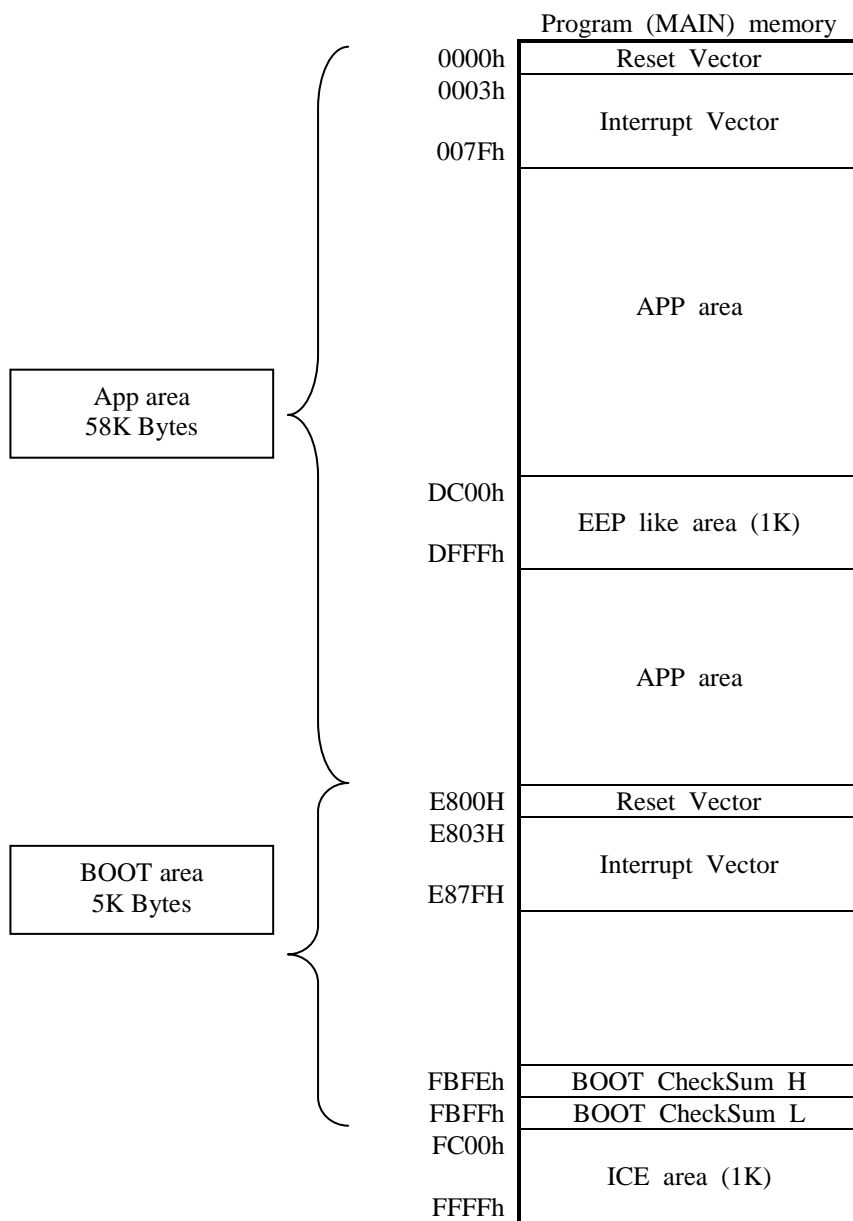 Program (MAIN) memory
0000h
Reset Vector
0003h
Interrupt Vector
007Fh
APP area
App area
58K Bytes
DC00h
EEP like area (1K)
DFFFh
APP area
E800H
Reset Vector
E803H
Interrupt Vector
E87FH
BOOT area
5K Bytes
FBFEh
BOOT CheckSum H
FBFFh
BOOT CheckSum L
FC00h
ICE area (1K)
FFFFh